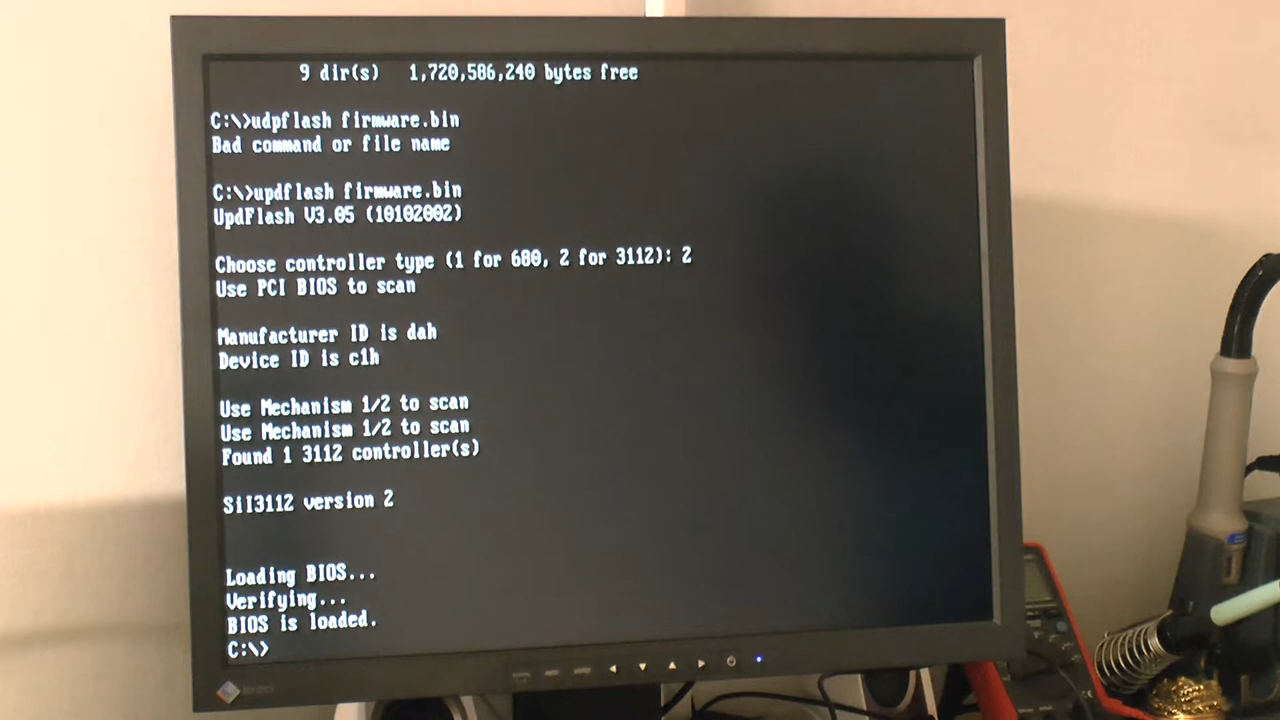 9 dir(s) 1,720,586,240 bytes free
C:\>udpflash firmware.bin
Bad command or file name
C:\>updflash firmware.bin
UpdFlash V3.05 (10102002)
Choose controller type (1 for 680, 2 for 3112): 2
Use PCI BIOS to scan
Manufacturer ID is dah
Device ID is c1h
Use Mechanism 1/2 to scan
Use Mechanism 1/2 to scan
Found 1 3112 controller(s)
SiI3112 version 2
Loading BIOS...
Verifying...
BIOS is loaded.
C:\>